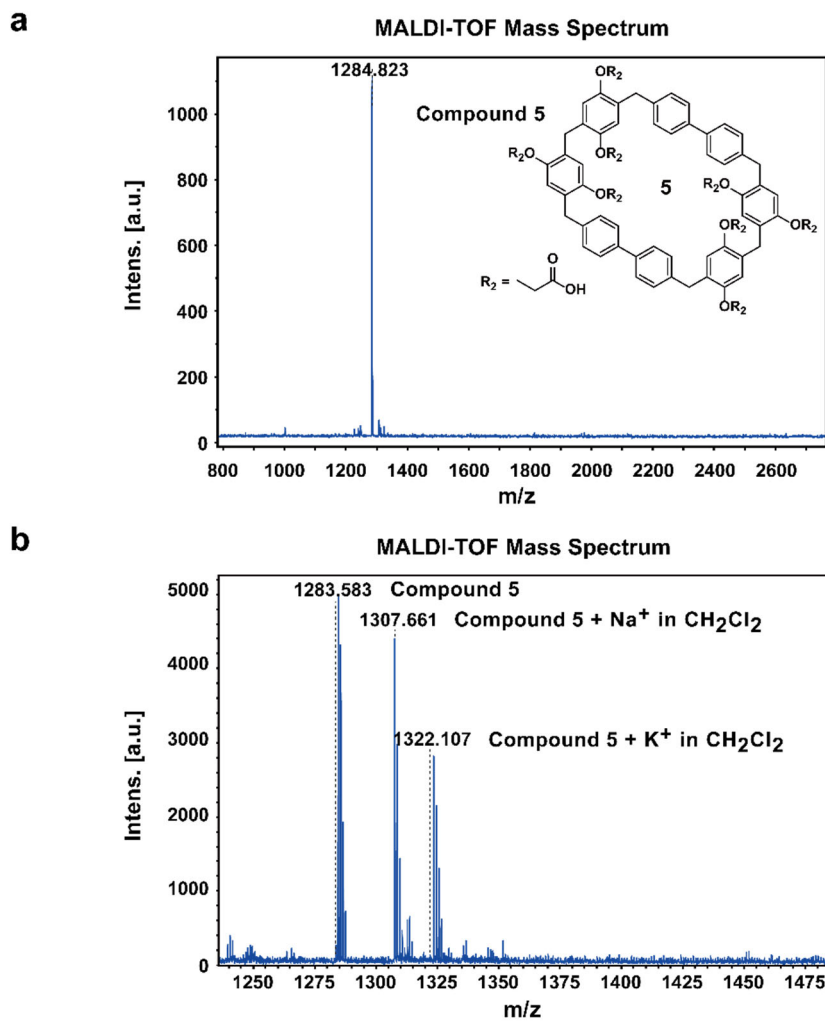 a
MALDI-TOF Mass Spectrum
1284.823
Compound 5
OR₂
OR₂
R₂O
OR₂
5
R₂O
OR₂
OR₂
OR₂
R₂ =
O
OH
Intens. [a.u.]
1000
800
600
400
200
0
800 1000 1200 1400 1600 1800 2000 2200 2400 2600
m/z
b
MALDI-TOF Mass Spectrum
1283.583 Compound 5
1307.661 Compound 5 + Na⁺ in CH₂Cl₂
1322.107 Compound 5 + K⁺ in CH₂Cl₂
Intens. [a.u.]
5000
4000
3000
2000
1000
0
1250 1275 1300 1325 1350 1375 1400 1425 1450 1475
m/z